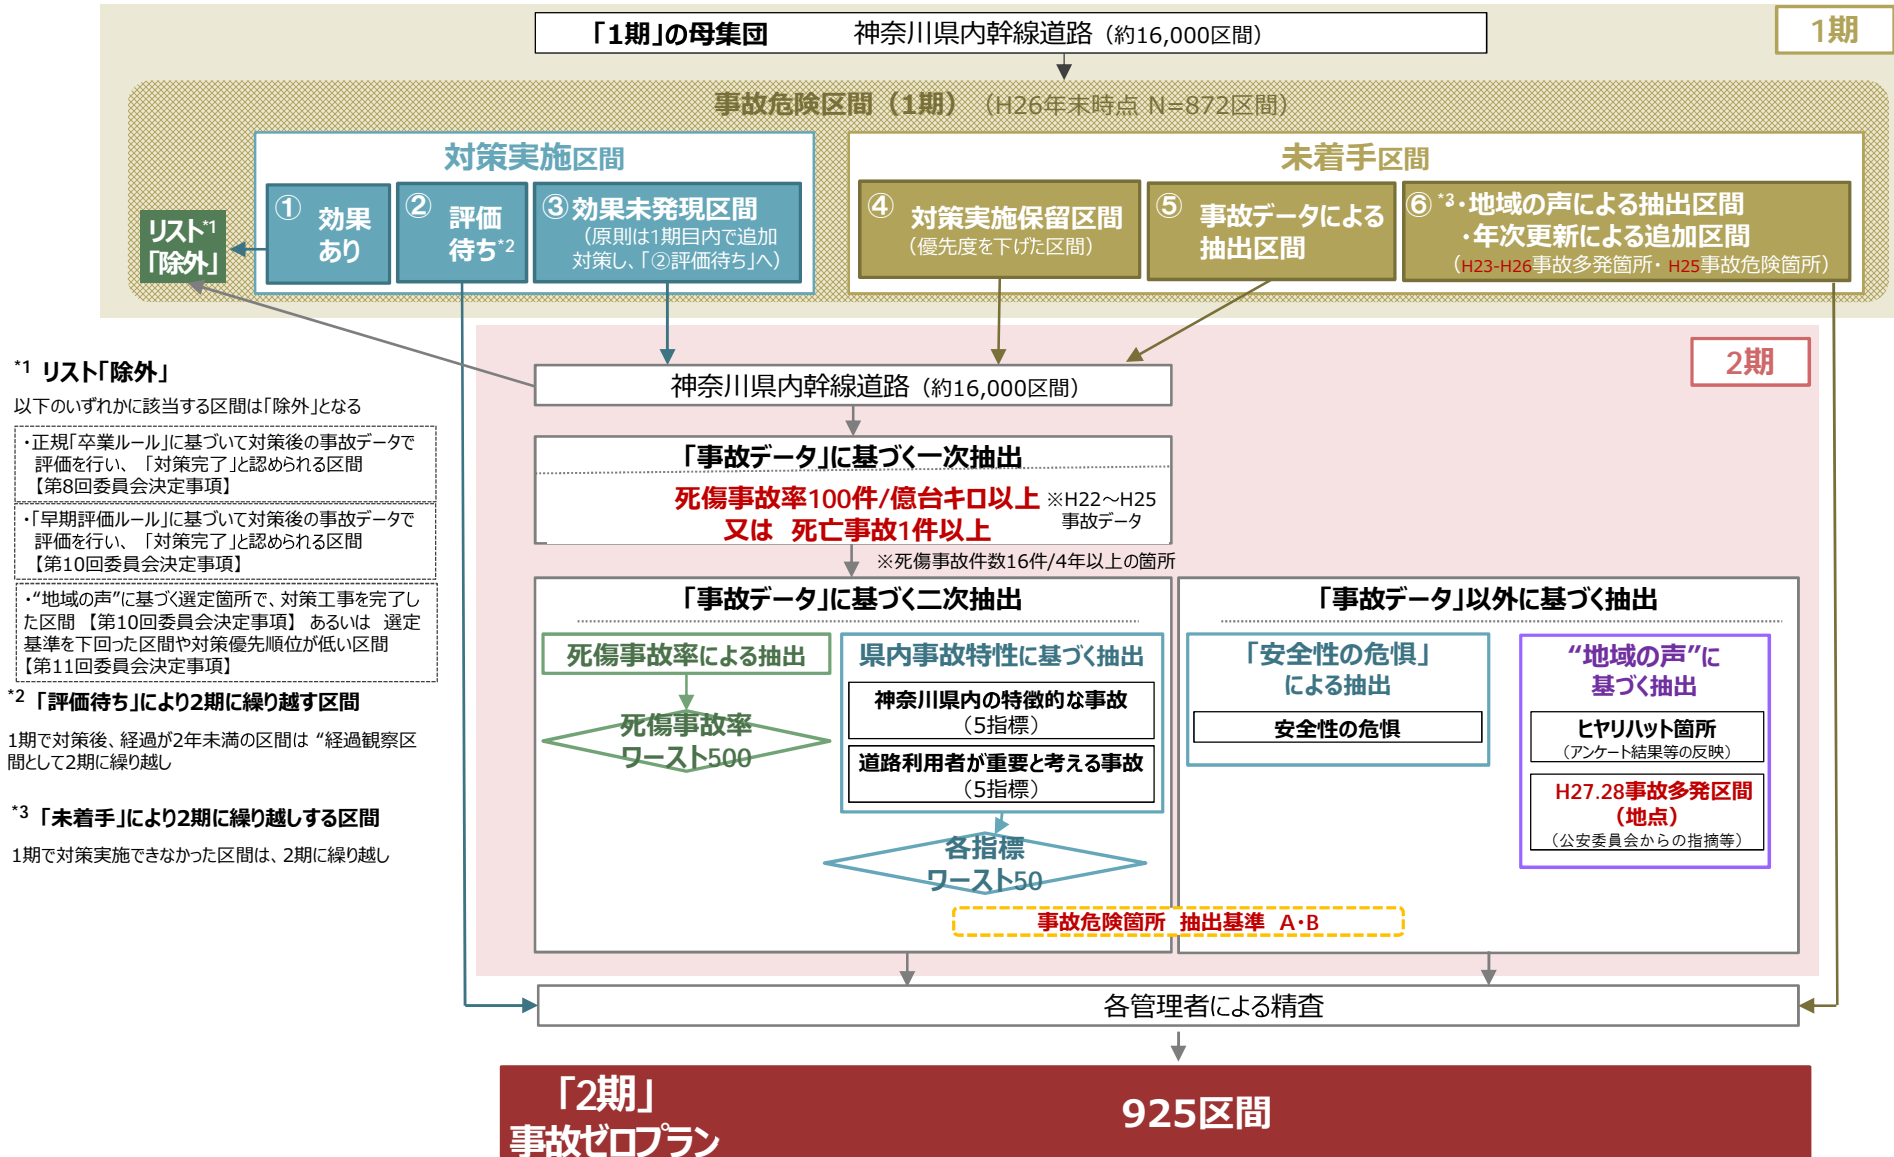 「1期」の母集団　神奈川県内幹線道路（約16,000区間）
1期
事故危険区間（1期）（H26年末時点 N=872区間）
対策実施区間
① 効果
あり
② 評価
待ち*2
③効果未発現区間
（原則は1期目内で追加
対策し、「②評価待ち」へ）
リスト*1
「除外」
未着手区間
④ 対策実施保留区間
（優先度を下げた区間）
⑤ 事故データによる
抽出区間
⑥*3・地域の声による抽出区間
・年次更新による追加区間
（H23-H26事故多発箇所・H25事故危険箇所）
2期
神奈川県内幹線道路（約16,000区間）
「事故データ」に基づく一次抽出
死傷事故率100件/億台キロ以上
又は 死亡事故1件以上
※H22～H25
事故データ
※死傷事故件数16件/4年以上の箇所
「事故データ」に基づく二次抽出
死傷事故率による抽出
死傷事故率
ワースト500
県内事故特性に基づく抽出
神奈川県内の特徴的な事故
（5指標）
道路利用者が重要と考える事故
（5指標）
各指標
ワースト50
「事故データ」以外に基づく抽出
「安全性の危惧」
による抽出
安全性の危惧
“地域の声”に
基づく抽出
ヒヤリハット箇所
（アンケート結果等の反映）
H27.28事故多発区間
（地点）
（公安委員会からの指摘等）
事故危険箇所 抽出基準 A・B
各管理者による精査
「2期」
事故ゼロプラン
925区間
*1 リスト「除外」
以下のいずれかに該当する区間は「除外」となる
・正規「卒業ルール」に基づいて対策後の事故データで
評価を行い、「対策完了」と認められる区間
【第8回委員会決定事項】
・「早期評価ルール」に基づいて対策後の事故データで
評価を行い、「対策完了」と認められる区間
【第10回委員会決定事項】
・“地域の声”に基づく選定箇所で、対策工事を完了し
た区間 【第10回委員会決定事項】 あるいは 選定
基準を下回った区間や対策優先順位が低い区間
【第11回委員会決定事項】
*2 「評価待ち」により2期に繰り越す区間
1期で対策後、経過が2年未満の区間は “経過観察区
間として2期に繰り越し
*3 「未着手」により2期に繰り越しする区間
1期で対策実施できなかった区間は、2期に繰り越し